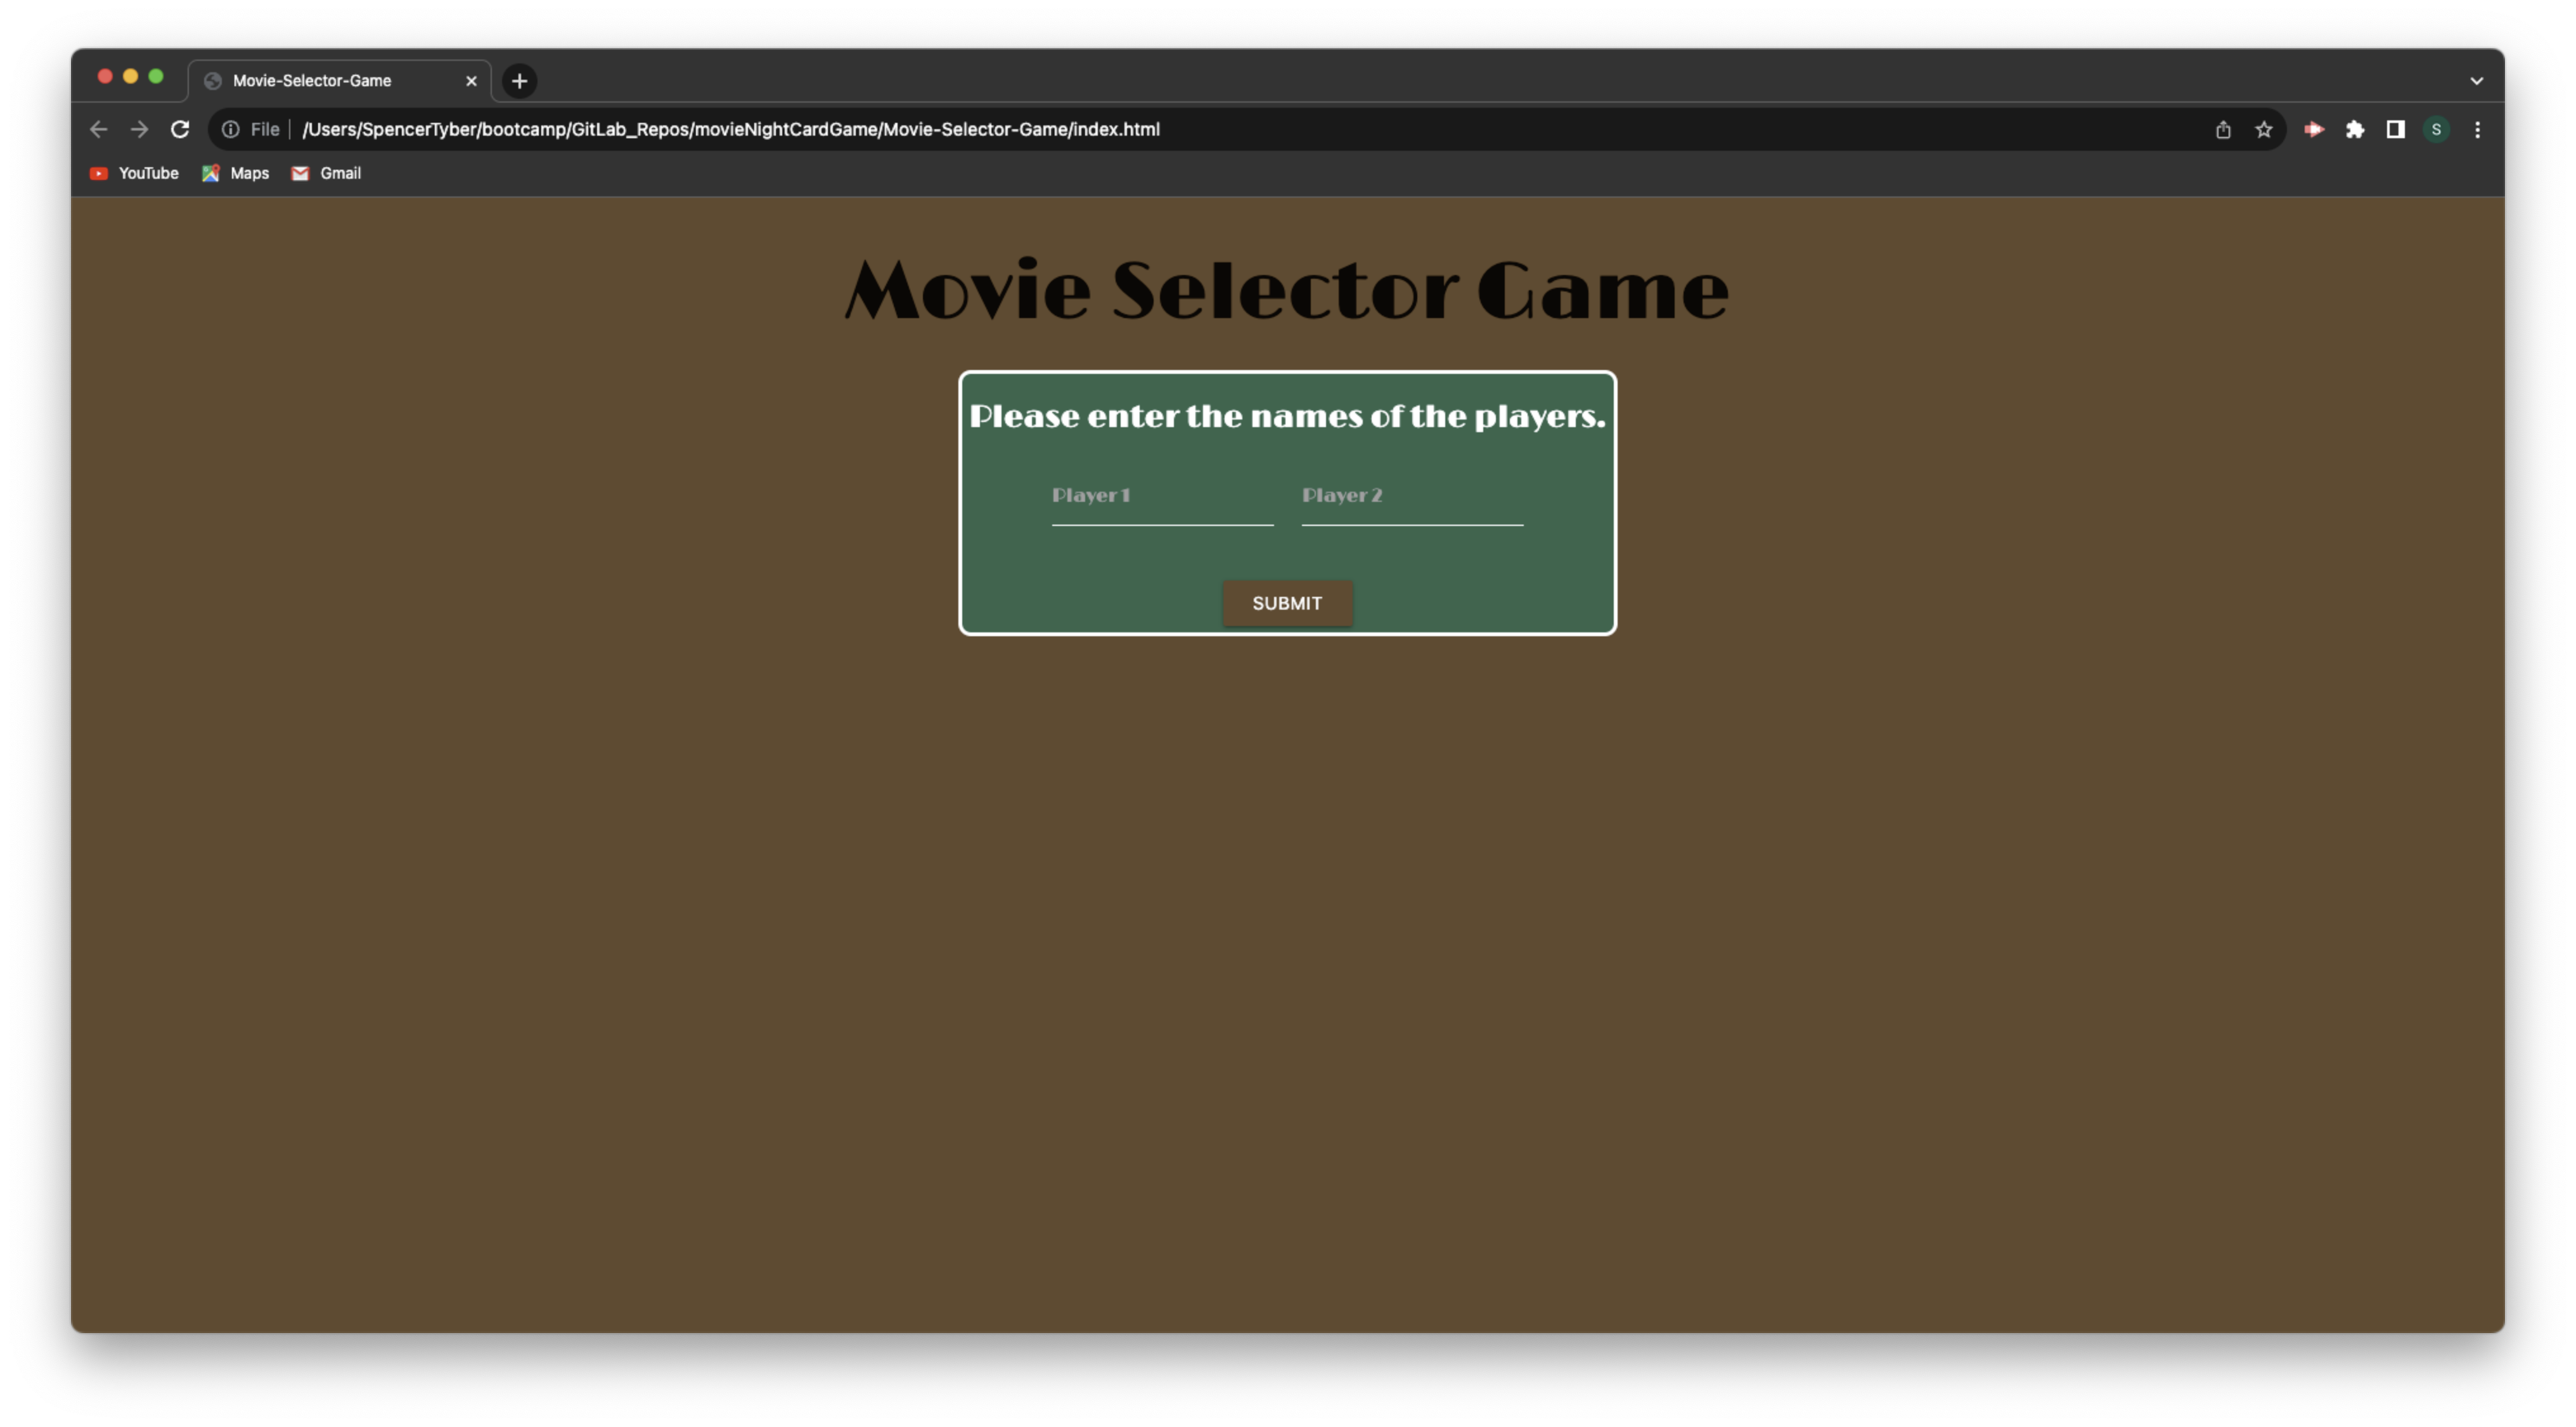 Movie-Selector-Game
File /Users/SpencerTyber/bootcamp/GitLab_Repos/movieNightCardGame/Movie-Selector-Game/index.html
S
YouTube Maps Gmail
Movie Selector Game
Please enter the names of the players.
Player 1 Player 2
SUBMIT